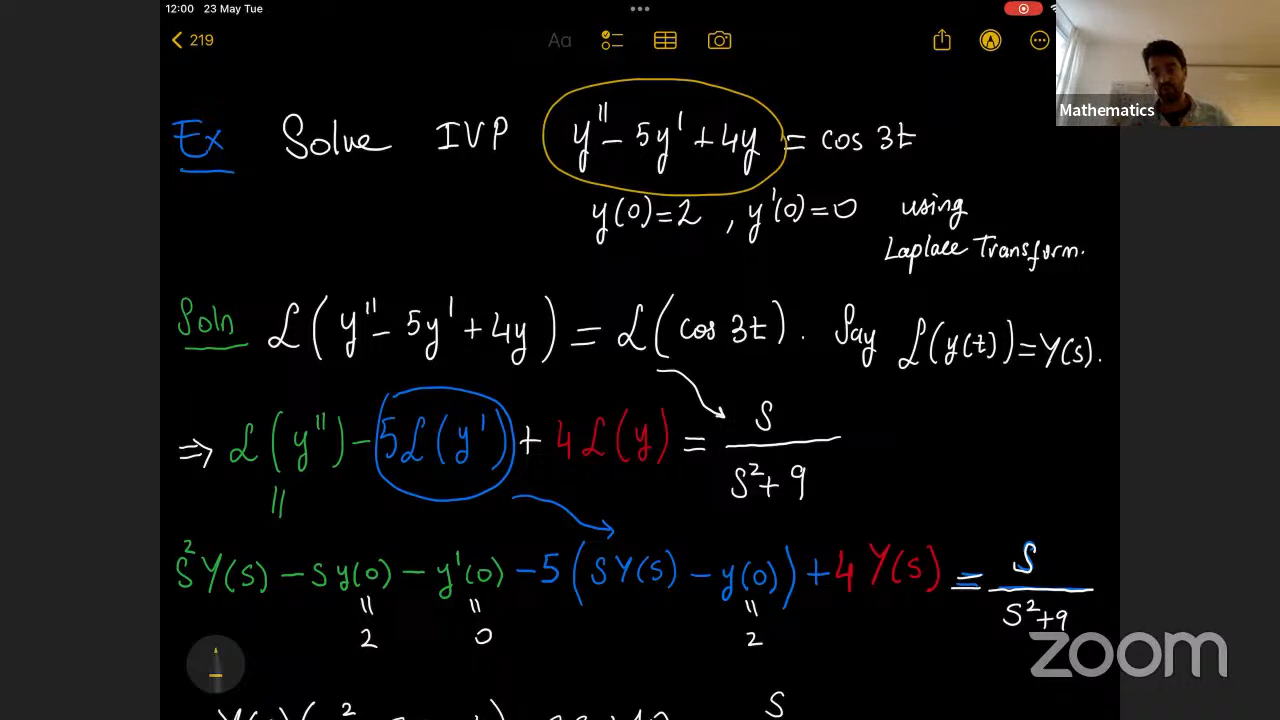 12:00 23 May Tue
219
Aa
Mathematics
Ex Solve IVP y'' - 5y' + 4y = cos 3t
y(0) = 2 , y'(0) = 0 using
Laplace Transform.
Soln ℒ(y'' - 5y' + 4y) = ℒ(cos 3t). Say ℒ(y(t)) = Y(s).
⇒ ℒ(y'') - 5ℒ(y') + 4ℒ(y) = s/(s²+9)
||
s²Y(s) - sy(0) - y'(0) - 5(sY(s) - y(0)) + 4Y(s) = s/(s²+9)
|| || ||
2 0 2
zoom